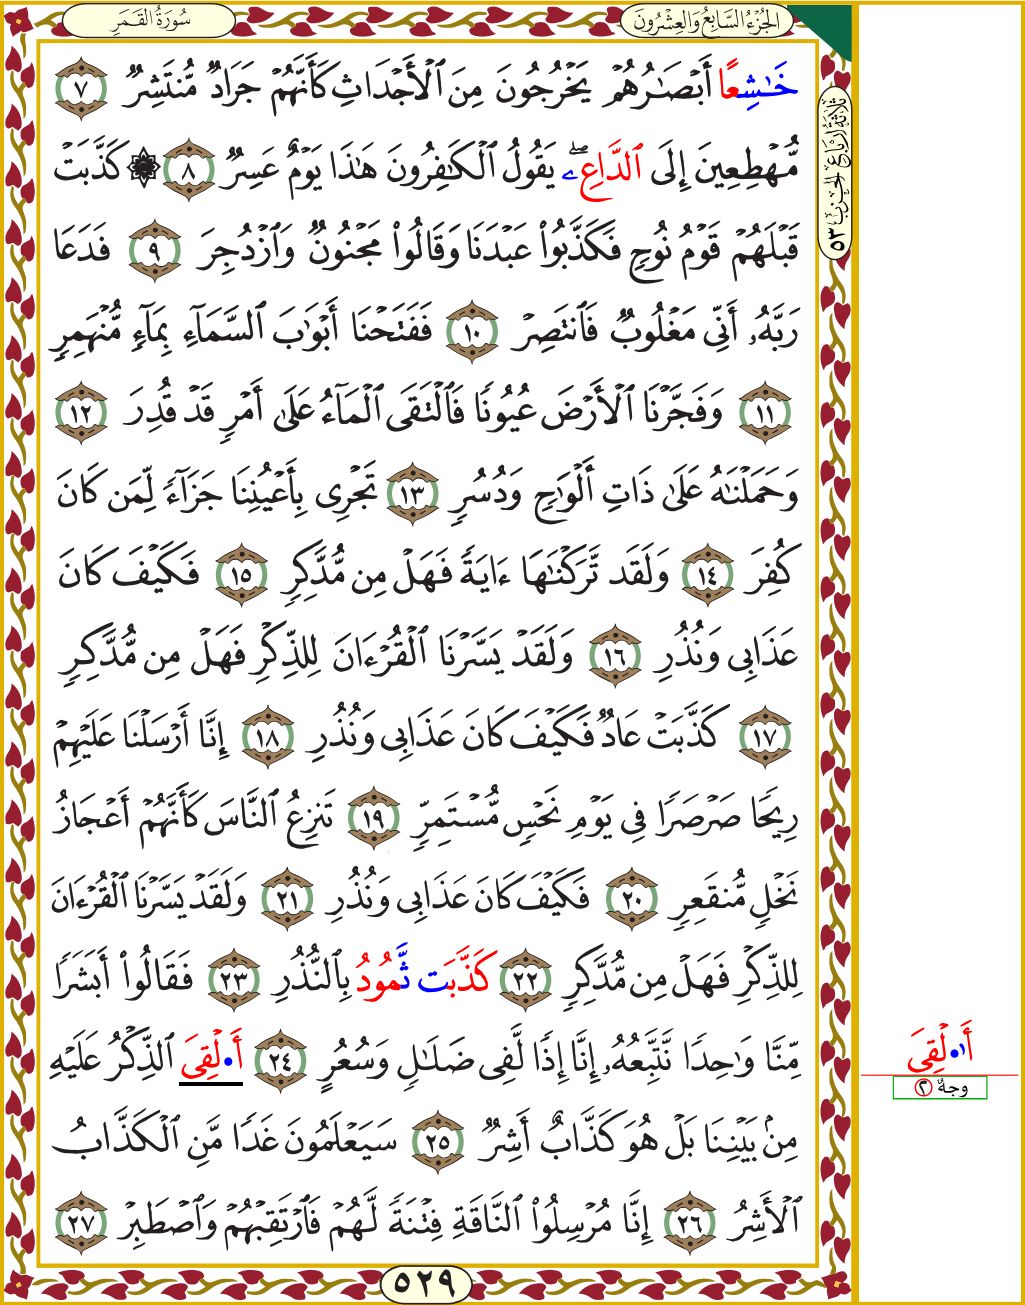 سُورَةُ القَمَرِ
الجُزْءُ السَّابِعُ وَالعِشْرُونَ
ثَلَاثَةُ أَرْبَاعِ الحِزْبِ ٥٣
خَٰشِعًا أَبْصَٰرُهُمْ يَخْرُجُونَ مِنَ ٱلْأَجْدَاثِ كَأَنَّهُمْ جَرَادٌ مُّنتَشِرٌ ٧
مُّهْطِعِينَ إِلَى ٱلدَّاعِۦ يَقُولُ ٱلْكَٰفِرُونَ هَٰذَا يَوْمٌ عَسِرٌ ٨ ۞ كَذَّبَتْ
قَبْلَهُمْ قَوْمُ نُوحٍ فَكَذَّبُوا۟ عَبْدَنَا وَقَالُوا۟ مَجْنُونٌ وَٱزْدُجِرَ ٩ فَدَعَا
رَبَّهُۥ أَنِّى مَغْلُوبٌ فَٱنتَصِرْ ١٠ فَفَتَحْنَا أَبْوَٰبَ ٱلسَّمَآءِ بِمَآءٍ مُّنْهَمِرٍ
١١ وَفَجَّرْنَا ٱلْأَرْضَ عُيُونًا فَٱلْتَقَى ٱلْمَآءُ عَلَىٰ أَمْرٍ قَدْ قُدِرَ ١٢
وَحَمَلْنَٰهُ عَلَىٰ ذَاتِ أَلْوَٰحٍ وَدُسُرٍ ١٣ تَجْرِى بِأَعْيُنِنَا جَزَآءً لِّمَن كَانَ
كُفِرَ ١٤ وَلَقَد تَّرَكْنَٰهَا ءَايَةً فَهَلْ مِن مُّدَّكِرٍ ١٥ فَكَيْفَ كَانَ
عَذَابِى وَنُذُرِ ١٦ وَلَقَدْ يَسَّرْنَا ٱلْقُرْءَانَ لِلذِّكْرِ فَهَلْ مِن مُّدَّكِرٍ
١٧ كَذَّبَتْ عَادٌ فَكَيْفَ كَانَ عَذَابِى وَنُذُرِ ١٨ إِنَّا أَرْسَلْنَا عَلَيْهِمْ
رِيحًا صَرْصَرًا فِى يَوْمِ نَحْسٍ مُّسْتَمِرٍّ ١٩ تَنزِعُ ٱلنَّاسَ كَأَنَّهُمْ أَعْجَازُ
نَخْلٍ مُّنقَعِرٍ ٢٠ فَكَيْفَ كَانَ عَذَابِى وَنُذُرِ ٢١ وَلَقَدْ يَسَّرْنَا ٱلْقُرْءَانَ
لِلذِّكْرِ فَهَلْ مِن مُّدَّكِرٍ ٢٢ كَذَّبَت ثَّمُودُ بِٱلنُّذُرِ ٢٣ فَقَالُوا۟ أَبَشَرًا
مِّنَّا وَٰحِدًا نَّتَّبِعُهُۥ إِنَّا إِذًا لَّفِى ضَلَٰلٍ وَسُعُرٍ ٢٤ أَ•لْقِىَ ٱلذِّكْرُ عَلَيْهِ
أَا•لْقِىَ
وجهٌ ٢
مِنۢ بَيْنِنَا بَلْ هُوَ كَذَّابٌ أَشِرٌ ٢٥ سَيَعْلَمُونَ غَدًا مَّنِ ٱلْكَذَّابُ
ٱلْأَشِرُ ٢٦ إِنَّا مُرْسِلُوا۟ ٱلنَّاقَةِ فِتْنَةً لَّهُمْ فَٱرْتَقِبْهُمْ وَٱصْطَبِرْ ٢٧
٥٢٩